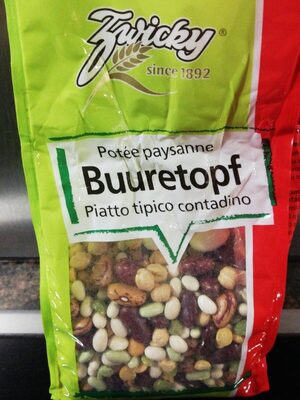 Zwicky®
since 1892
Potée paysanne
Buuretopf
Piatto tipico contadino